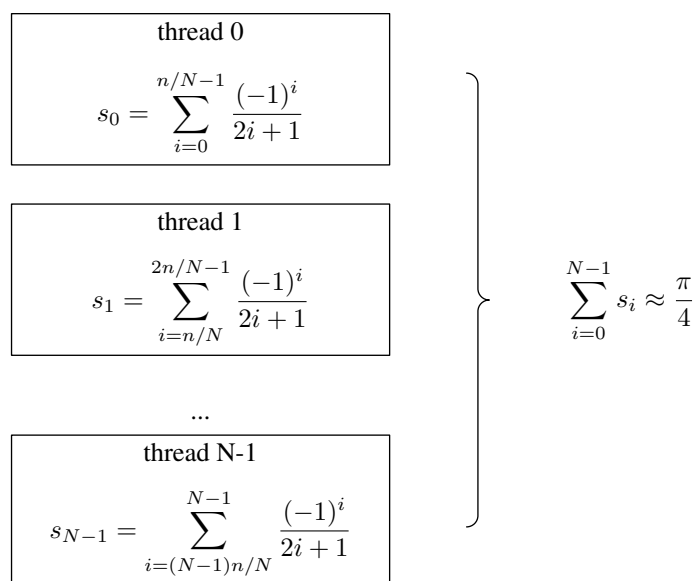 thread 0
s_0 = \sum_{i=0}^{n/N-1} \frac{(-1)^i}{2i+1}
thread 1
s_1 = \sum_{i=n/N}^{2n/N-1} \frac{(-1)^i}{2i+1}
\sum_{i=0}^{N-1} s_i \approx \frac{\pi}{4}
...
thread N-1
s_{N-1} = \sum_{i=(N-1)n/N}^{N-1} \frac{(-1)^i}{2i+1}